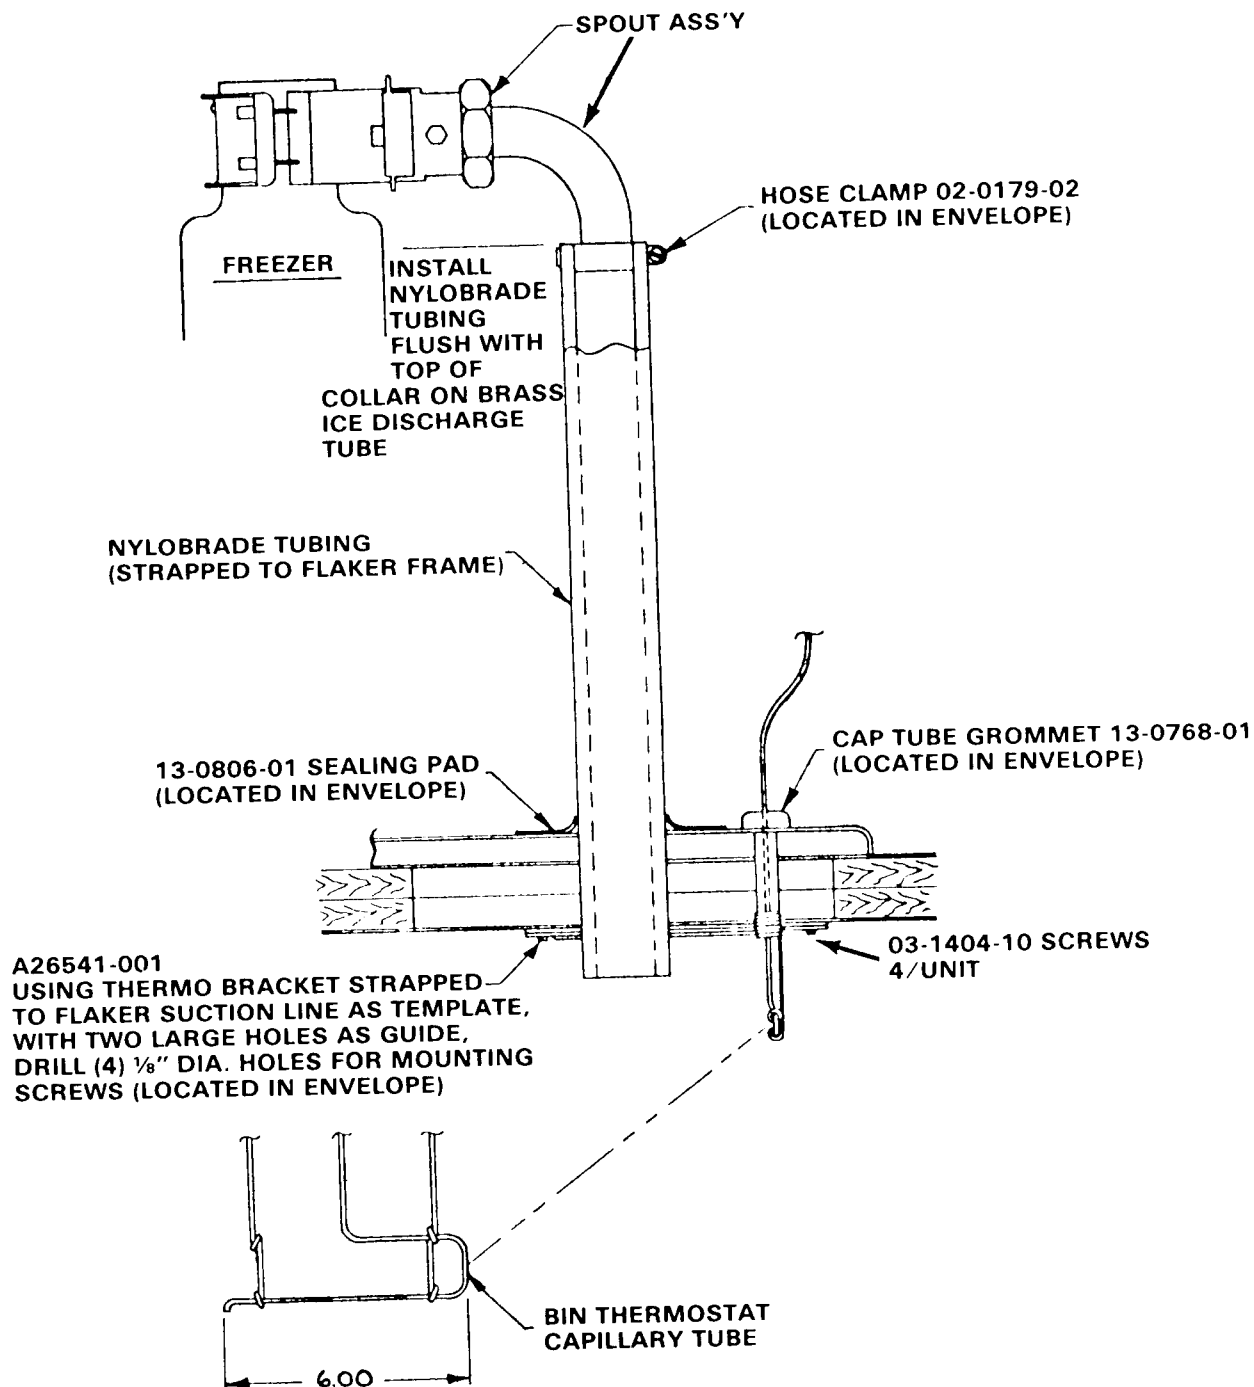 SPOUT ASS'Y
HOSE CLAMP 02-0179-02
(LOCATED IN ENVELOPE)
FREEZER
INSTALL
NYLOBRADE
TUBING
FLUSH WITH
TOP OF
COLLAR ON BRASS
ICE DISCHARGE
TUBE
NYLOBRADE TUBING
(STRAPPED TO FLAKER FRAME)
CAP TUBE GROMMET 13-0768-01
(LOCATED IN ENVELOPE)
13-0806-01 SEALING PAD
(LOCATED IN ENVELOPE)
03-1404-10 SCREWS
4/UNIT
A26541-001
USING THERMO BRACKET STRAPPED
TO FLAKER SUCTION LINE AS TEMPLATE,
WITH TWO LARGE HOLES AS GUIDE,
DRILL (4) ⅛" DIA. HOLES FOR MOUNTING
SCREWS (LOCATED IN ENVELOPE)
BIN THERMOSTAT
CAPILLARY TUBE
6.00